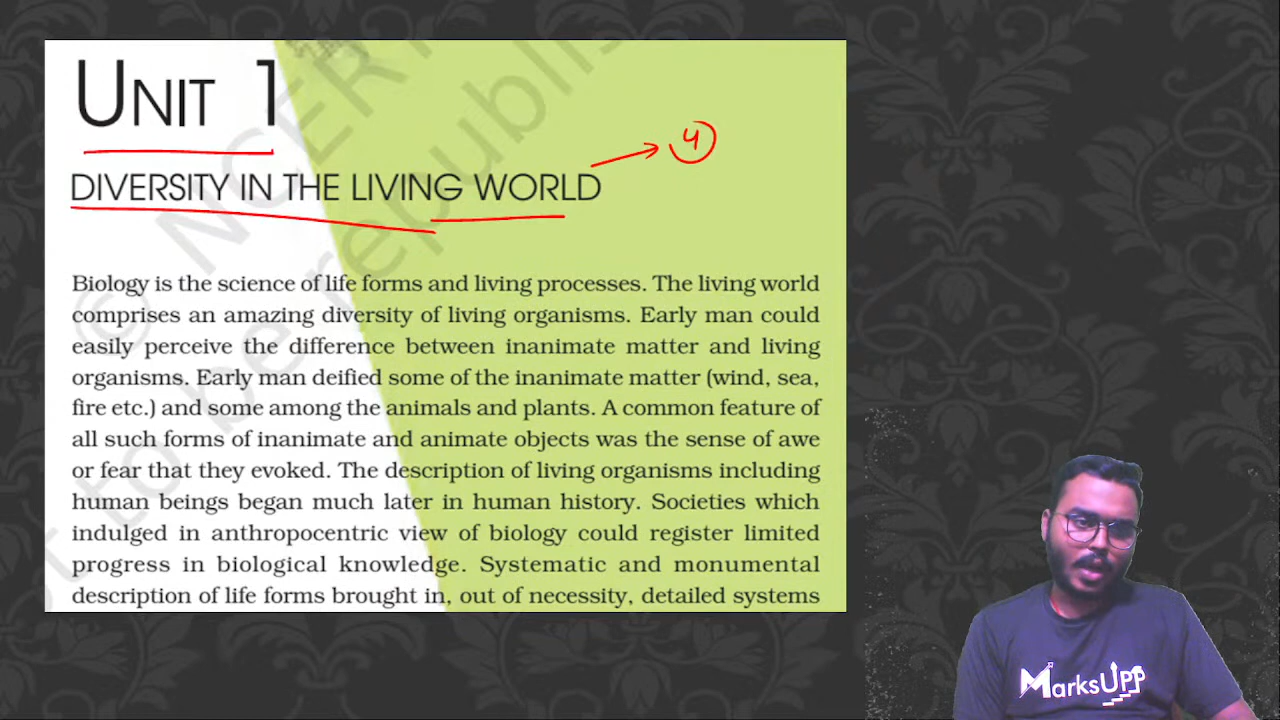 UNIT 1
4
DIVERSITY IN THE LIVING WORLD
Biology is the science of life forms and living processes. The living world
comprises an amazing diversity of living organisms. Early man could
easily perceive the difference between inanimate matter and living
organisms. Early man deified some of the inanimate matter (wind, sea,
fire etc.) and some among the animals and plants. A common feature of
all such forms of inanimate and animate objects was the sense of awe
or fear that they evoked. The description of living organisms including
human beings began much later in human history. Societies which
indulged in anthropocentric view of biology could register limited
progress in biological knowledge. Systematic and monumental
description of life forms brought in, out of necessity, detailed systems
© NCERT
not to be republis
MarksUpp